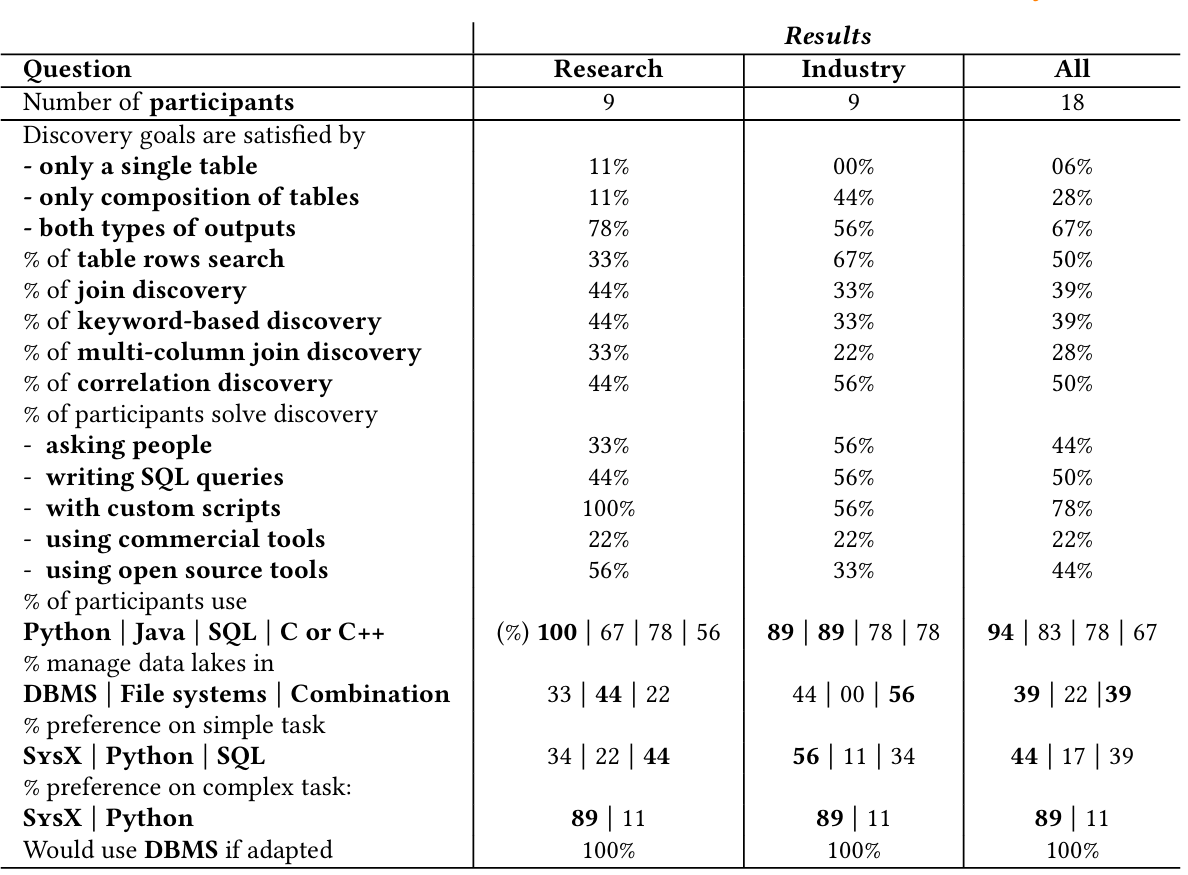 Results
Question Research Industry All
Number of participants 9 9 18
Discovery goals are satisfied by
- only a single table 11% 00% 06%
- only composition of tables 11% 44% 28%
- both types of outputs 78% 56% 67%
% of table rows search 33% 67% 50%
% of join discovery 44% 33% 39%
% of keyword-based discovery 44% 33% 39%
% of multi-column join discovery 33% 22% 28%
% of correlation discovery 44% 56% 50%
% of participants solve discovery
- asking people 33% 56% 44%
- writing SQL queries 44% 56% 50%
- with custom scripts 100% 56% 78%
- using commercial tools 22% 22% 22%
- using open source tools 56% 33% 44%
% of participants use
Python | Java | SQL | C or C++ (%) 100 | 67 | 78 | 56 89 | 89 | 78 | 78 94 | 83 | 78 | 67
% manage data lakes in
DBMS | File systems | Combination 33 | 44 | 22 44 | 00 | 56 39 | 22 |39
% preference on simple task
SysX | Python | SQL 34 | 22 | 44 56 | 11 | 34 44 | 17 | 39
% preference on complex task:
SysX | Python 89 | 11 89 | 11 89 | 11
Would use DBMS if adapted 100% 100% 100%